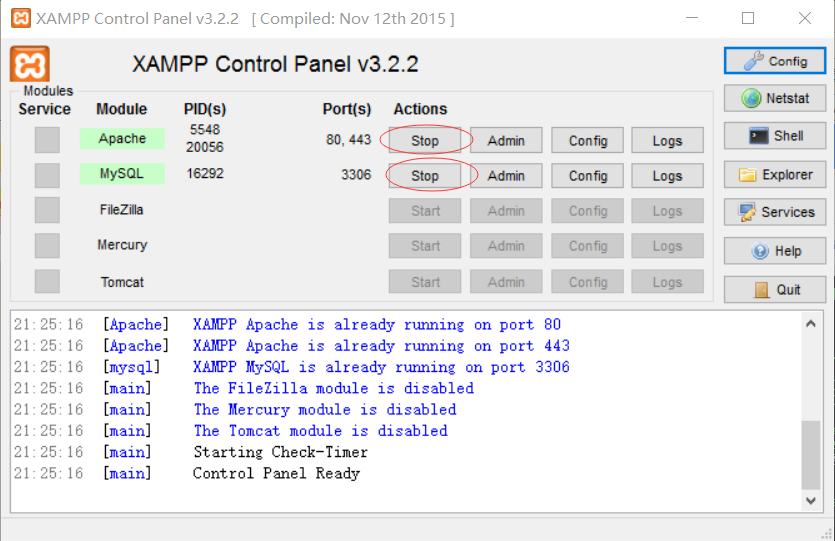 XAMPP Control Panel v3.2.2 [ Compiled: Nov 12th 2015 ]
XAMPP Control Panel v3.2.2
Config
Modules
Service Module PID(s) Port(s) Actions
Netstat
Apache 5548 20056 80, 443 Stop Admin Config Logs
Shell
MySQL 16292 3306 Stop Admin Config Logs
Explorer
FileZilla Start Admin Config Logs
Services
Mercury Start Admin Config Logs
Help
Tomcat Start Admin Config Logs
Quit
21:25:16 [Apache] XAMPP Apache is already running on port 80
21:25:16 [Apache] XAMPP Apache is already running on port 443
21:25:16 [mysql] XAMPP MySQL is already running on port 3306
21:25:16 [main] The FileZilla module is disabled
21:25:16 [main] The Mercury module is disabled
21:25:16 [main] The Tomcat module is disabled
21:25:16 [main] Starting Check-Timer
21:25:16 [main] Control Panel Ready